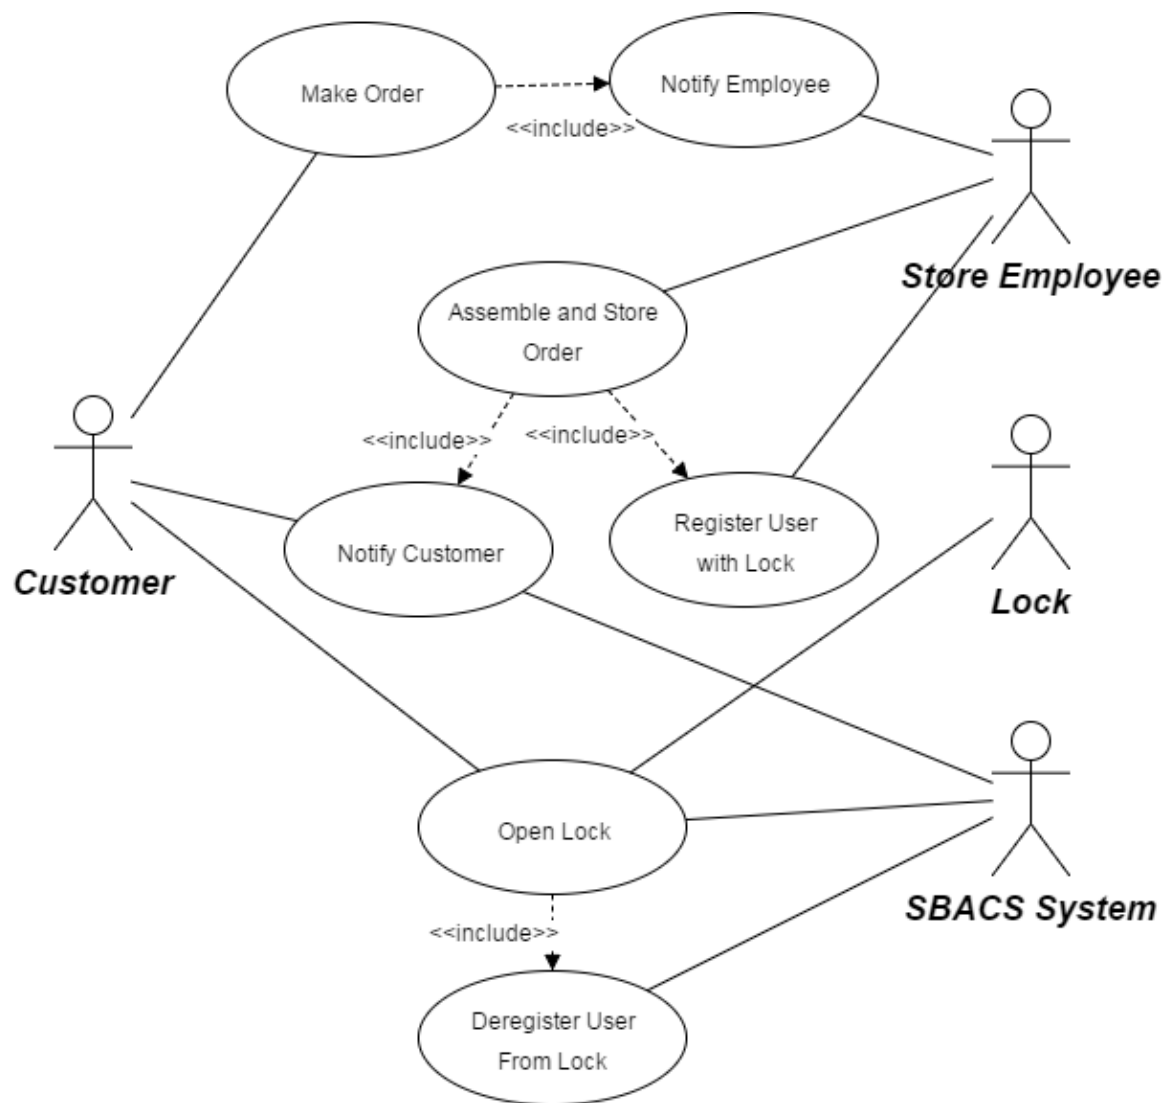 Make Order
Notify Employee
<<include>>
Store Employee
Assemble and Store
Order
<<include>>
<<include>>
Customer
Notify Customer
Register User
with Lock
Lock
Open Lock
SBACS System
<<include>>
Deregister User
From Lock